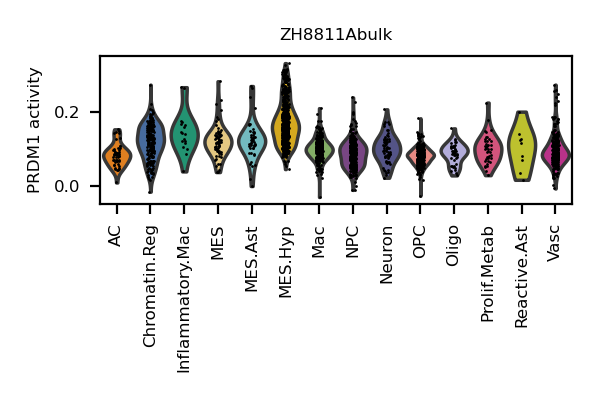 ZH8811Abulk
PRDM1 activity
0.2
0.0
AC
Chromatin.Reg
Inflammatory.Mac
MES
MES.Ast
MES.Hyp
Mac
NPC
Neuron
OPC
Oligo
Prolif.Metab
Reactive.Ast
Vasc